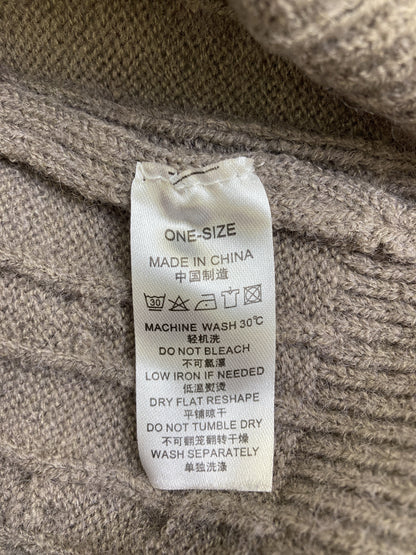 ONE-SIZE
MADE IN CHINA
中国制造
30
MACHINE WASH 30℃
轻机洗
DO NOT BLEACH
不可氯漂
LOW IRON IF NEEDED
低温熨烫
DRY FLAT RESHAPE
平铺晾干
DO NOT TUMBLE DRY
不可翻笼翻转干燥
WASH SEPARATELY
单独洗涤